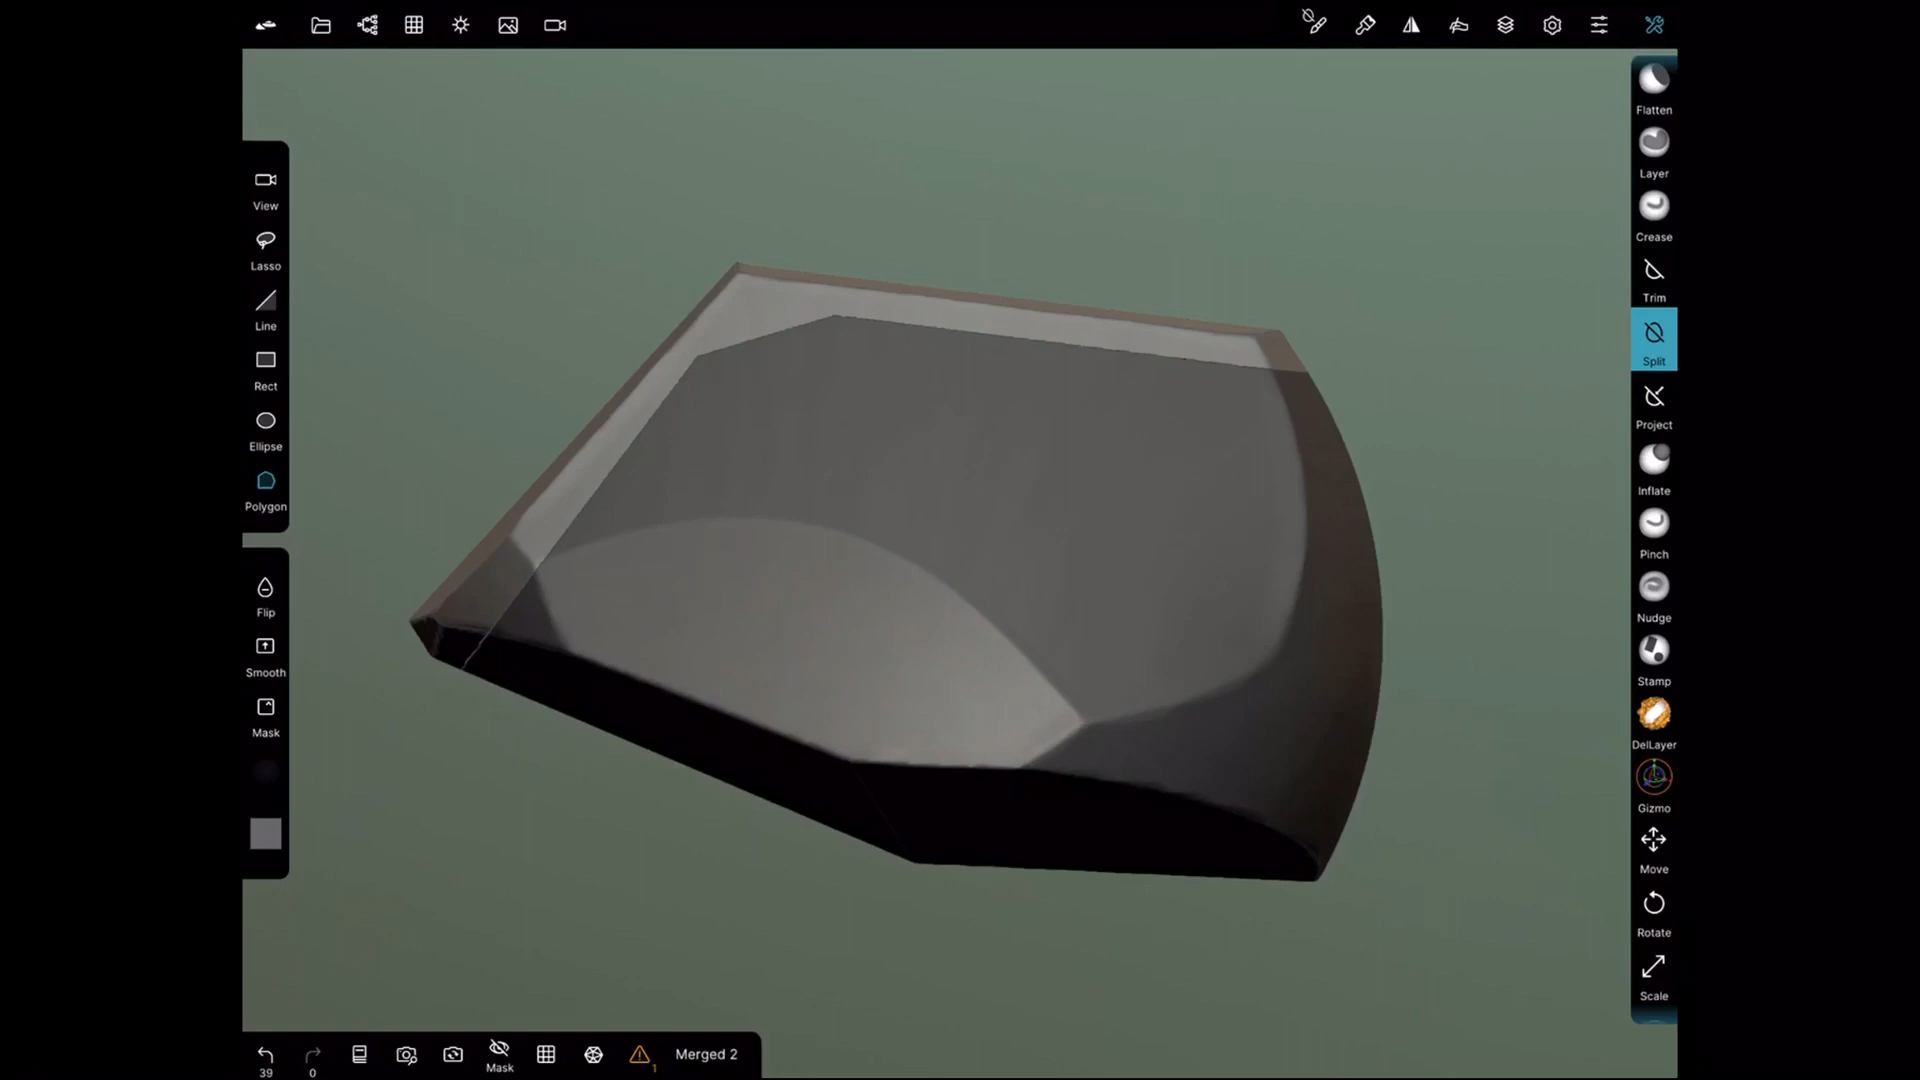 View
Lasso
Line
Rect
Ellipse
Polygon
Flip
Smooth
Mask
Flatten
Layer
Crease
Trim
Split
Project
Inflate
Pinch
Nudge
Stamp
DelLayer
Gizmo
Move
Rotate
Scale
39
0
Mask
1
Merged 2